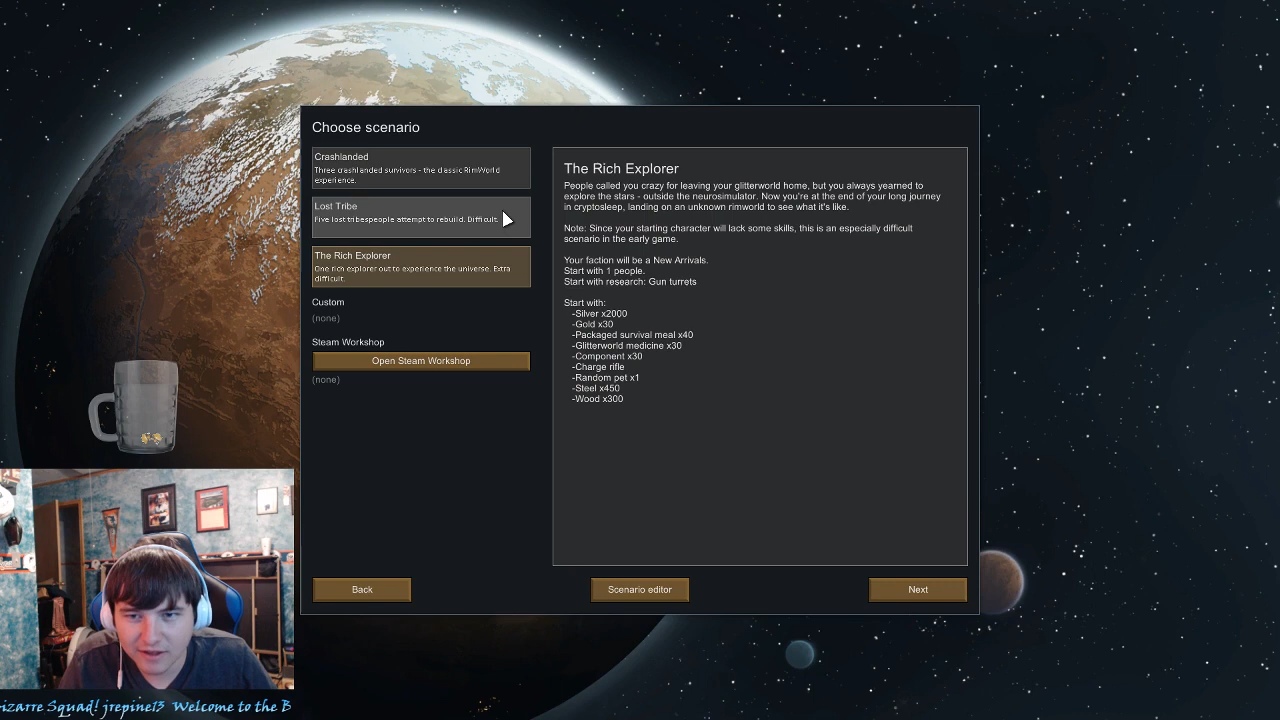 Choose scenario
Crashlanded
Three crashlanded survivors - the classic RimWorld
experience.
Lost Tribe
Five lost tribespeople attempt to rebuild. Difficult.
The Rich Explorer
One rich explorer out to experience the universe. Extra
difficult.
Custom
(none)
Steam Workshop
Open Steam Workshop
(none)
The Rich Explorer
People called you crazy for leaving your glitterworld home, but you always yearned to
explore the stars - outside the neurosimulator. Now you're at the end of your long journey
in cryptosleep, landing on an unknown rimworld to see what it's like.
Note: Since your starting character will lack some skills, this is an especially difficult
scenario in the early game.
Your faction will be a New Arrivals.
Start with 1 people.
Start with research: Gun turrets
Start with:
-Silver x2000
-Gold x30
-Packaged survival meal x40
-Glitterworld medicine x30
-Component x30
-Charge rifle
-Random pet x1
-Steel x450
-Wood x300
Back
Scenario editor
Next
izarre Squad! jrepine13 Welcome to the B